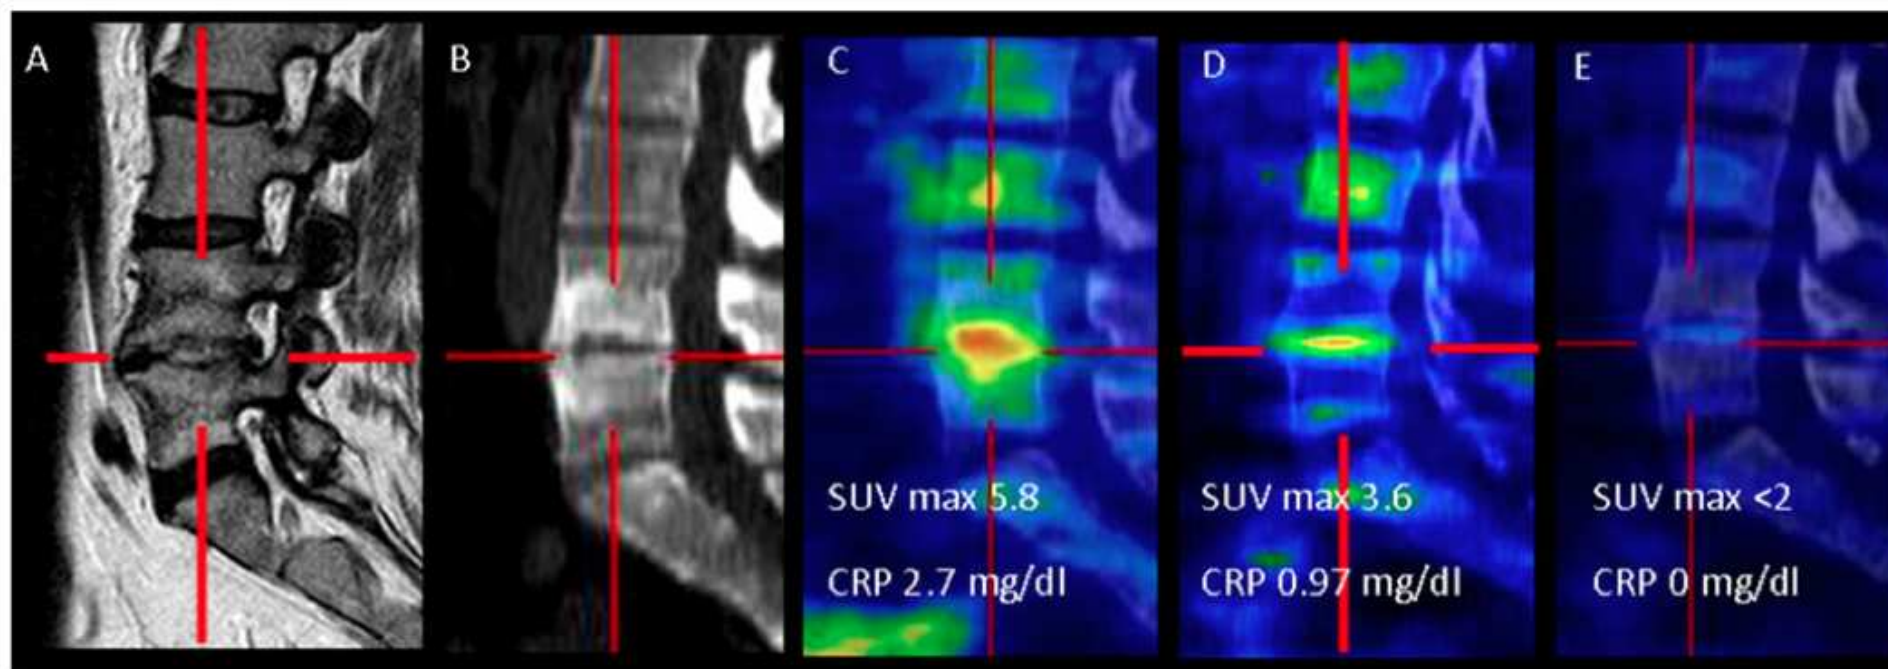 A
B
C
D
E
SUV max 5.8
SUV max 3.6
SUV max <2
CRP 2.7 mg/dl
CRP 0.97 mg/dl
CRP 0 mg/dl